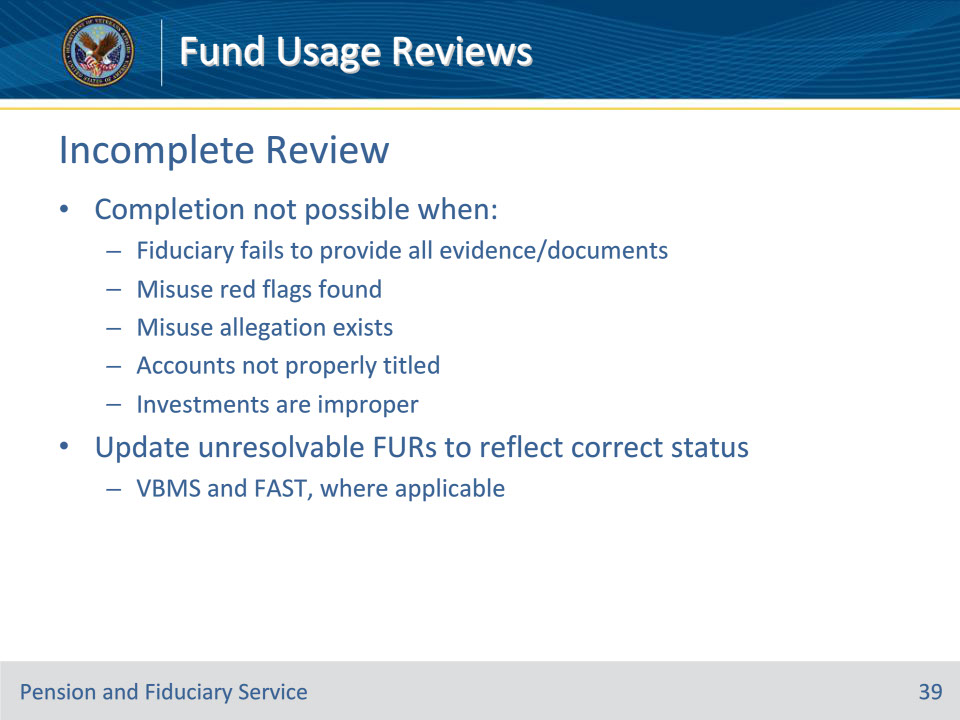 Fund Usage Reviews
Incomplete Review
• Completion not possible when:
– Fiduciary fails to provide all evidence/documents
– Misuse red flags found
– Misuse allegation exists
– Accounts not properly titled
– Investments are improper
• Update unresolvable FURs to reflect correct status
– VBMS and FAST, where applicable
Pension and Fiduciary Service
39